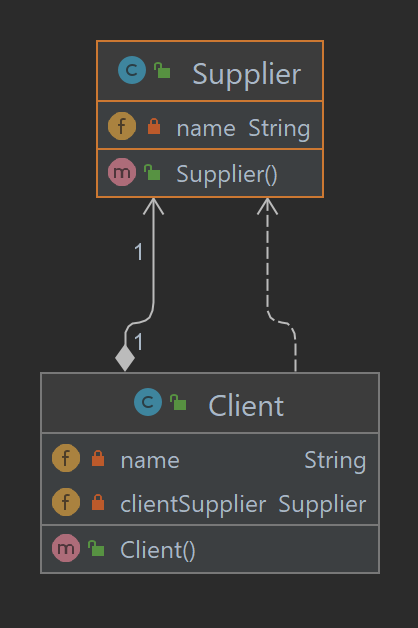 C Supplier
f name String
m Supplier()
1
1
C Client
f name String
f clientSupplier Supplier
m Client()